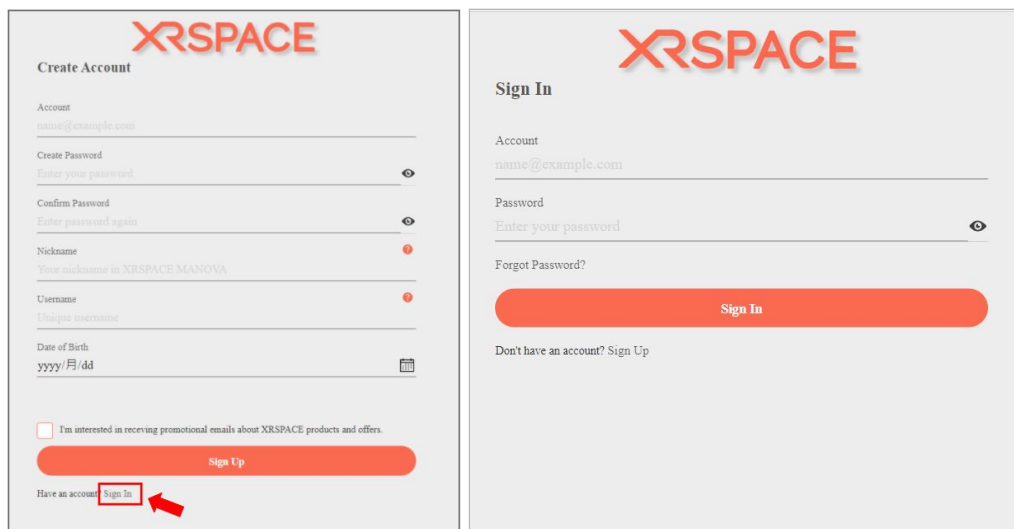 XRSPACE
Create Account
Account
name@example.com
Create Password
Enter your password
Confirm Password
Enter password again
Nickname
?
Your nickname in XRSPACE MANOVA
Username
?
Unique username
Date of Birth
yyyy/月/dd
I'm interested in receving promotional emails about XRSPACE products and offers.
Sign Up
Have an account? Sign In
XRSPACE
Sign In
Account
name@example.com
Password
Enter your password
Forgot Password?
Sign In
Don't have an account? Sign Up